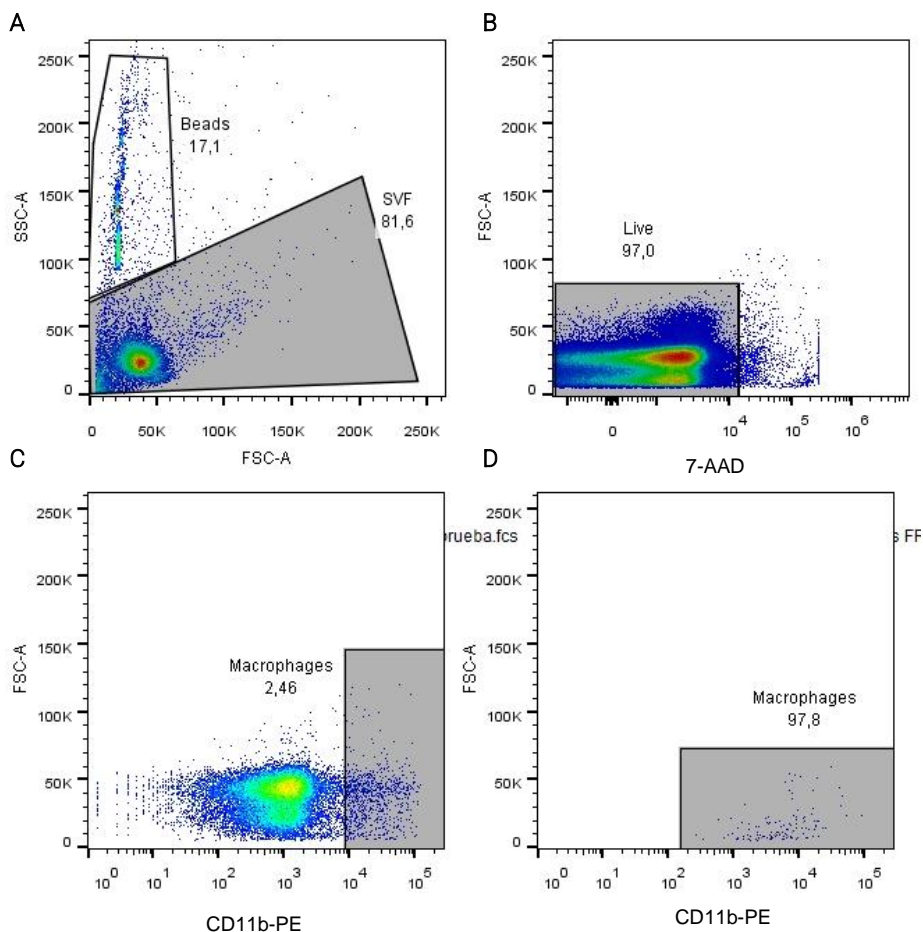 A
250K
200K
150K
100K
50K
0
SSC-A
Beads
17,1
SVF
81,6
0 50K 100K 150K 200K 250K
FSC-A
B
250K
200K
150K
100K
50K
0
FSC-A
Live
97,0
0 10^4 10^5 10^6
7-AAD
C
250K
200K
150K
100K
50K
0
FSC-A
Macrophages
2,46
10^0 10^1 10^2 10^3 10^4 10^5
CD11b-PE
rueba.fcs
D
250K
200K
150K
100K
50K
0
FSC-A
Macrophages
97,8
10^0 10^1 10^2 10^3 10^4 10^5
CD11b-PE
s FF